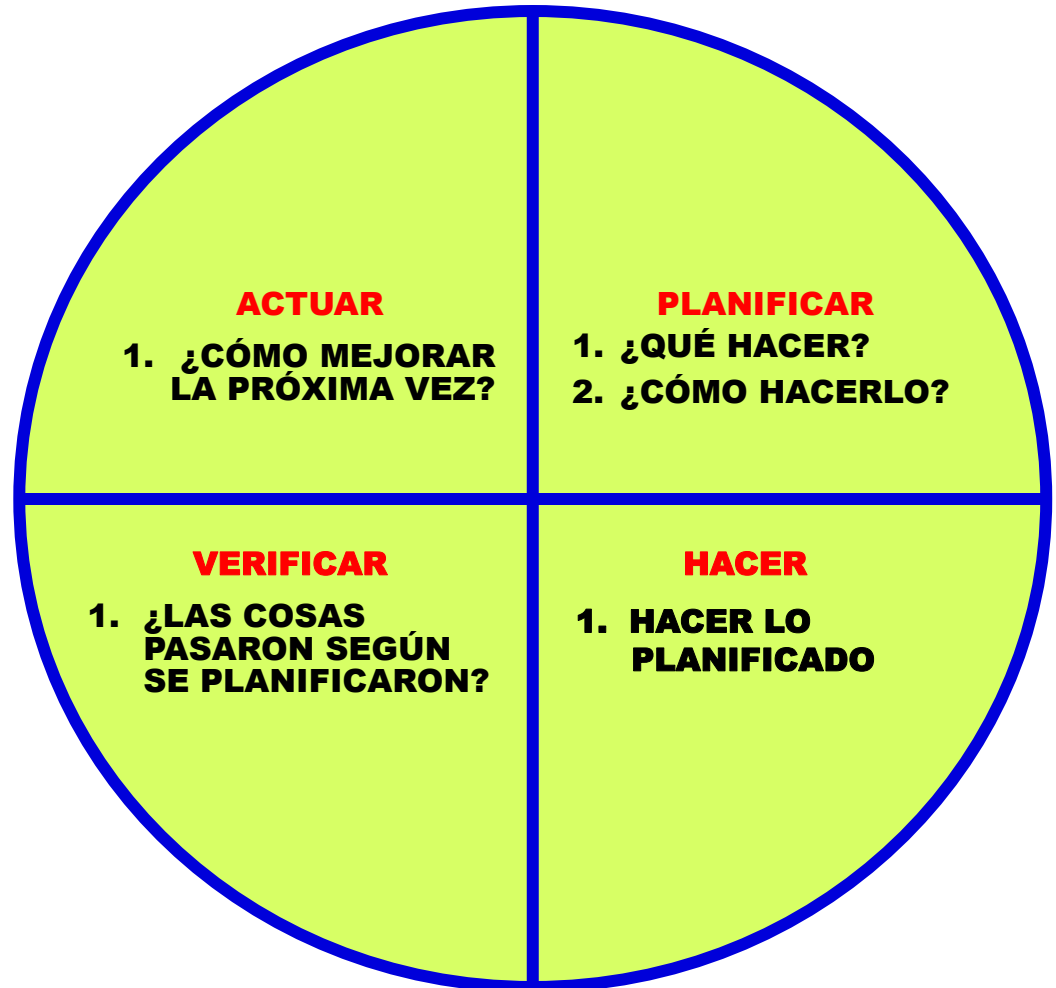 ACTUAR
1. ¿CÓMO MEJORAR
LA PRÓXIMA VEZ?
PLANIFICAR
1. ¿QUÉ HACER?
2. ¿CÓMO HACERLO?
VERIFICAR
1. ¿LAS COSAS
PASARON SEGÚN
SE PLANIFICARON?
HACER
1. HACER LO
PLANIFICADO